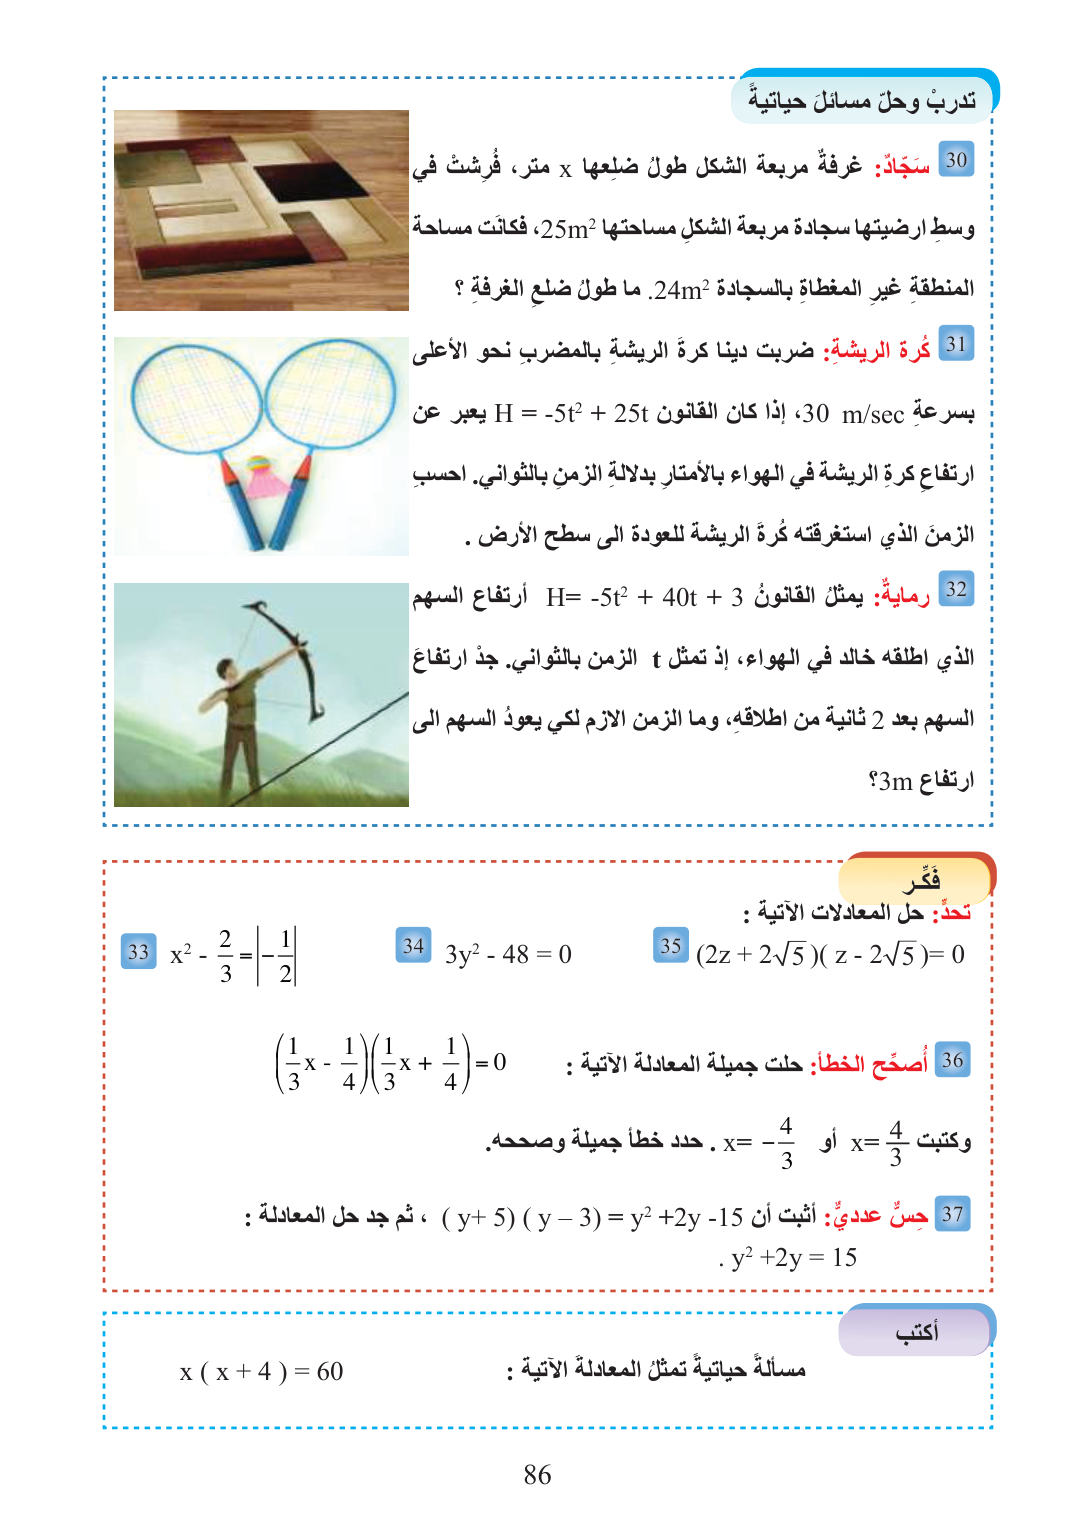 تدربْ وحلّ مسائلَ حياتيةً
30 سَجّادٌ: غرفةٌ مربعة الشكل طولُ ضلِعها x متر، فُرِشتْ في
وسطِ ارضيتها سجادة مربعة الشكلِ مساحتها 25m²، فكانَت مساحة
المنطقةِ غيرِ المغطاةِ بالسجادة 24m². ما طولُ ضلعِ الغرفةِ ؟
31 كُرة الريشةِ: ضربت دينا كرةَ الريشةِ بالمضربِ نحو الأعلى
بسرعةِ 30 m/sec، إذا كان القانون H = -5t² + 25t يعبر عن
ارتفاعِ كرةِ الريشة في الهواء بالأمتارِ بدلالةِ الزمنِ بالثواني. احسبِ
الزمنَ الذي استغرقته كُرةَ الريشة للعودة الى سطح الأرض .
32 رمايةٌ: يمثلُ القانونُ H= -5t² + 40t + 3 أرتفاع السهم
الذي اطلقه خالد في الهواء، إذ تمثل t الزمن بالثواني. جدْ ارتفاعَ
السهم بعد 2 ثانية من اطلاقهِ، وما الزمن الازم لكي يعودُ السهم الى
ارتفاع 3m؟
فَكِّـر
تحدٍّ: حل المعادلات الآتية :
33 x² - 2/3 = |-1/2| 34 3y² - 48 = 0 35 (2z + 2√5 )( z - 2√5 )= 0
36 أُصحِّح الخطأ: حلت جميلة المعادلة الآتية : (1/3 x - 1/4)(1/3 x + 1/4) = 0
وكتبت x= 4/3 أو x= -4/3 . حدد خطأ جميلة وصححه.
37 حِسٌّ عدديٌّ: أثبت أن ( y+ 5) ( y – 3) = y² +2y -15 ، ثم جد حل المعادلة :
y² +2y = 15 .
أكتب
مسألةً حياتيةً تمثلُ المعادلةَ الآتية : x ( x + 4 ) = 60
86